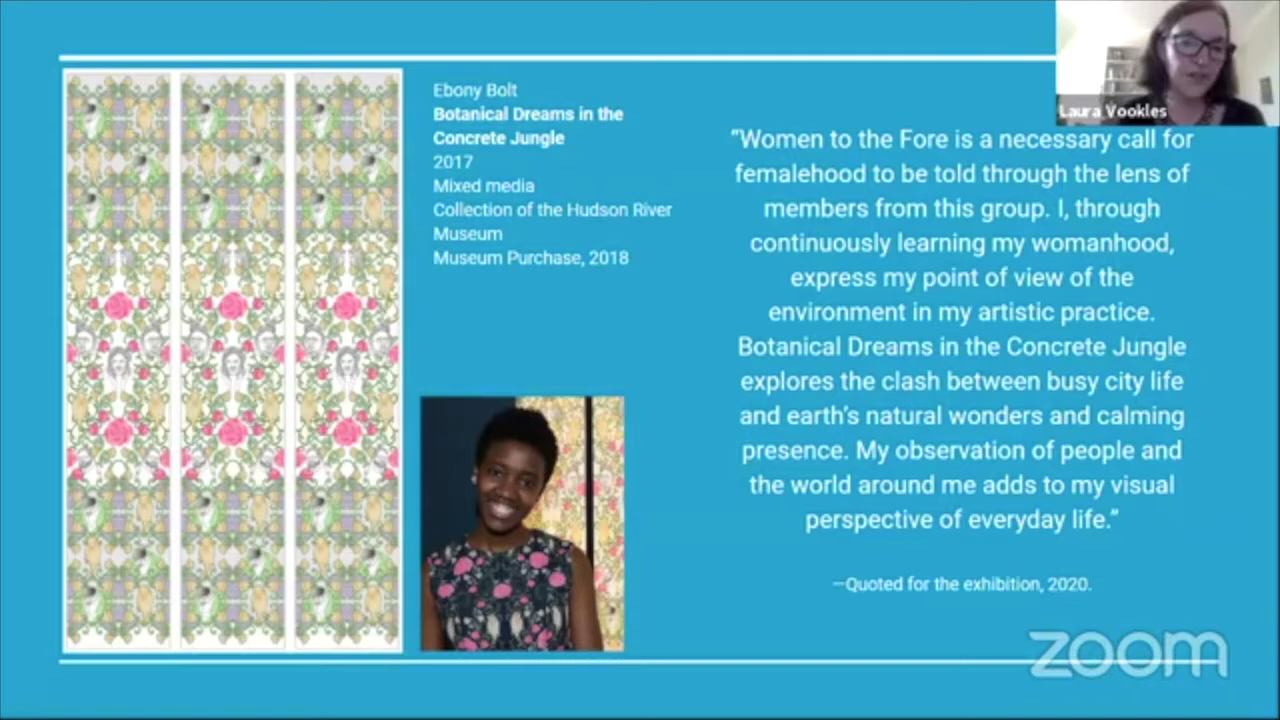 Laura Vookles
Ebony Bolt
Botanical Dreams in the
Concrete Jungle
2017
Mixed media
Collection of the Hudson River
Museum
Museum Purchase, 2018
"Women to the Fore is a necessary call for
femalehood to be told through the lens of
members from this group. I, through
continuously learning my womanhood,
express my point of view of the
environment in my artistic practice.
Botanical Dreams in the Concrete Jungle
explores the clash between busy city life
and earth's natural wonders and calming
presence. My observation of people and
the world around me adds to my visual
perspective of everyday life."
—Quoted for the exhibition, 2020.
zoom